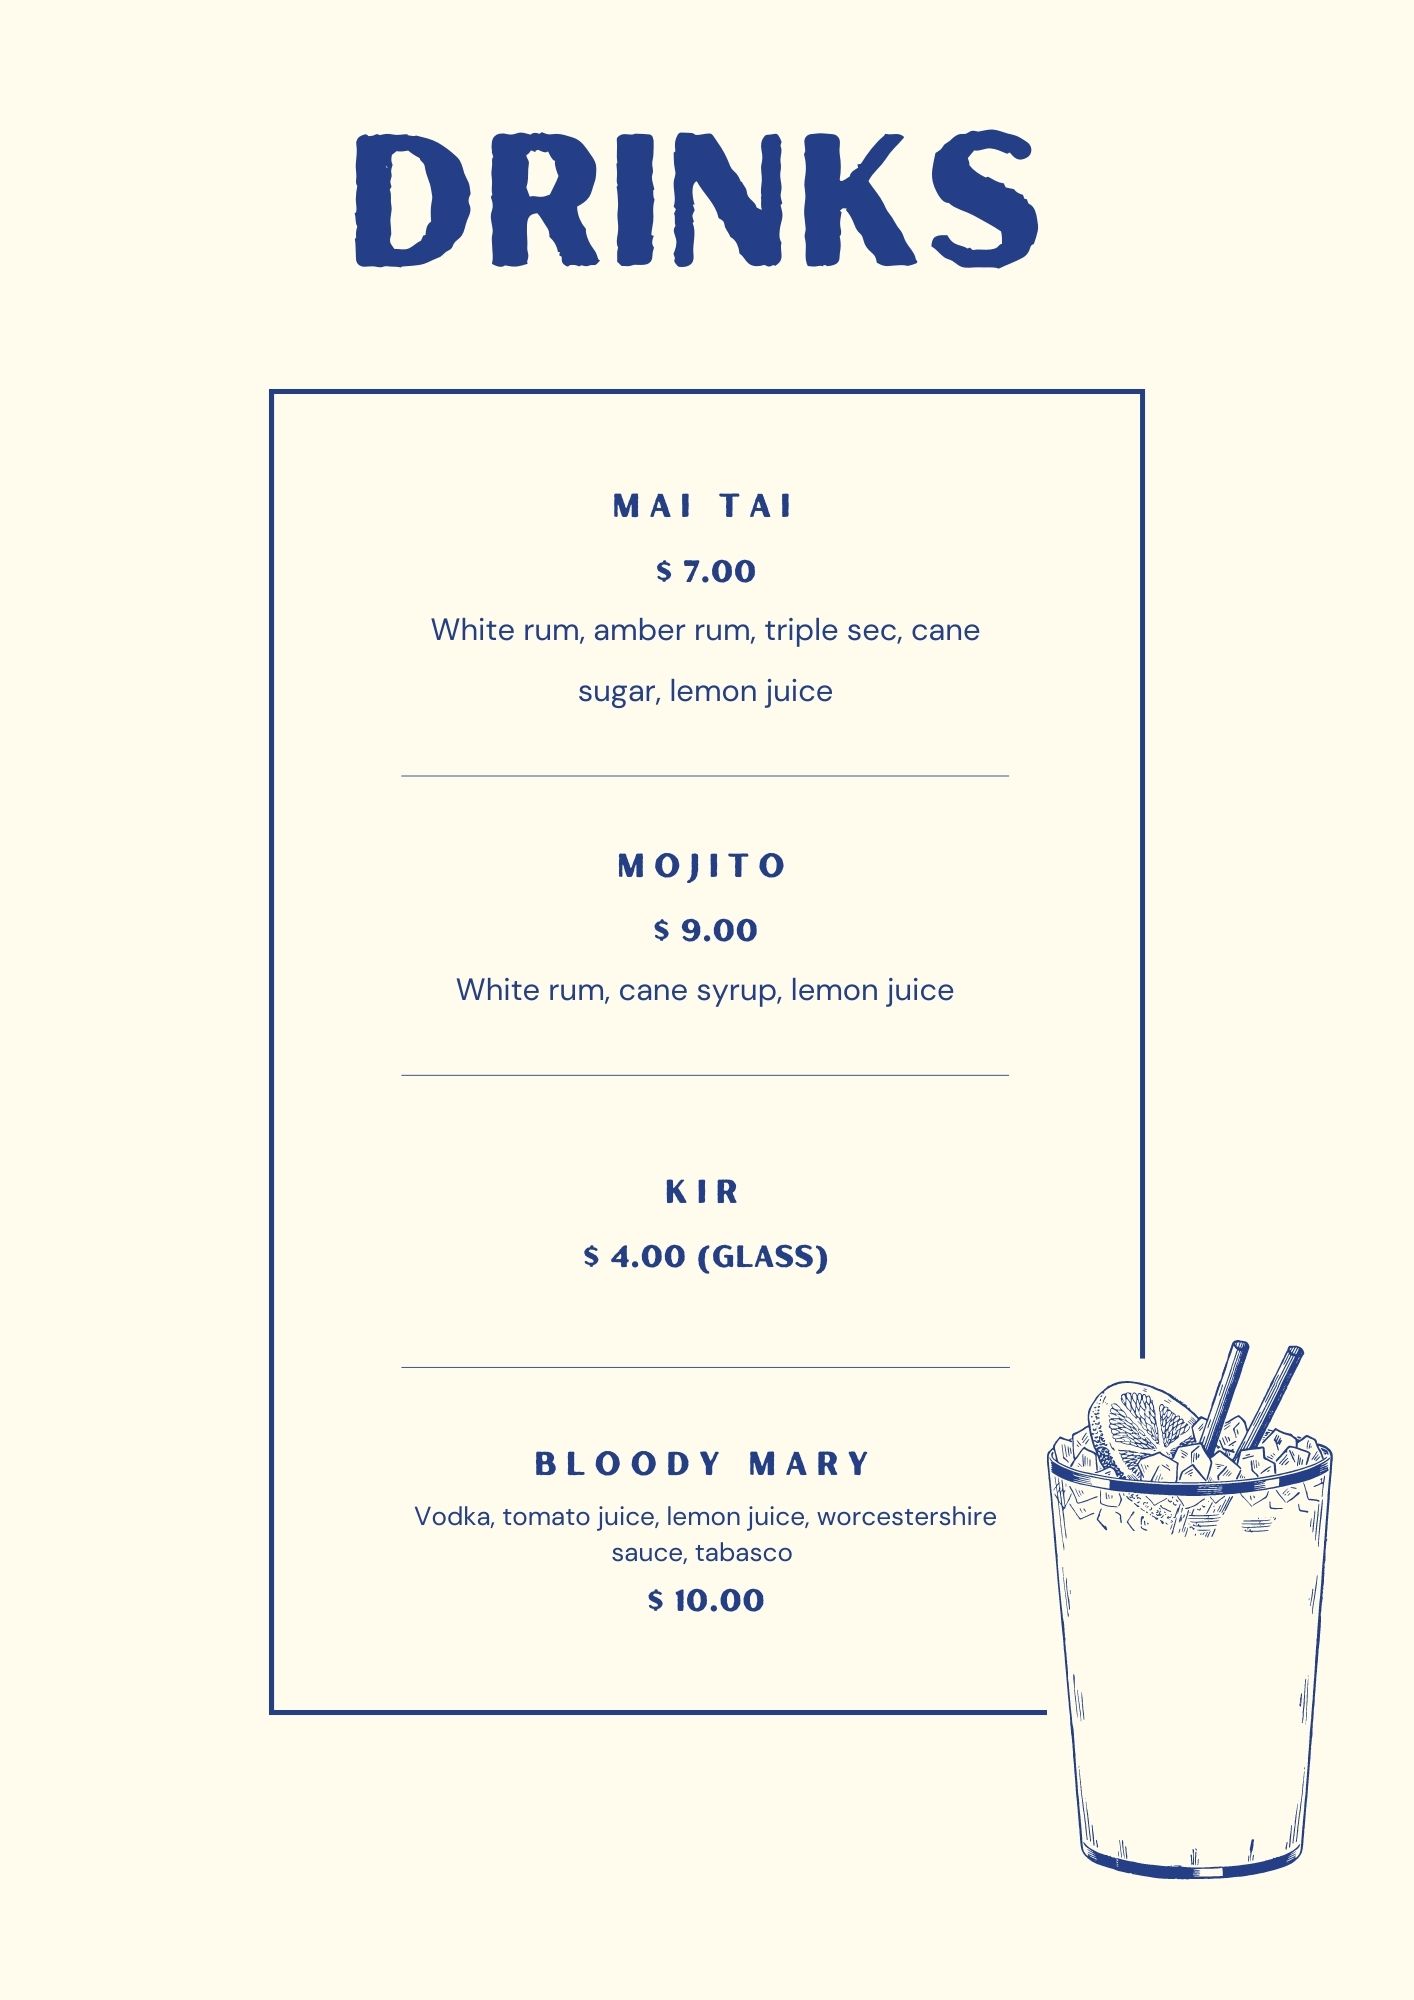 DRINKS
MAI TAI
$ 7.00
White rum, amber rum, triple sec, cane
sugar, lemon juice
MOJITO
$ 9.00
White rum, cane syrup, lemon juice
KIR
$ 4.00 (GLASS)
BLOODY MARY
Vodka, tomato juice, lemon juice, worcestershire
sauce, tabasco
$ 10.00